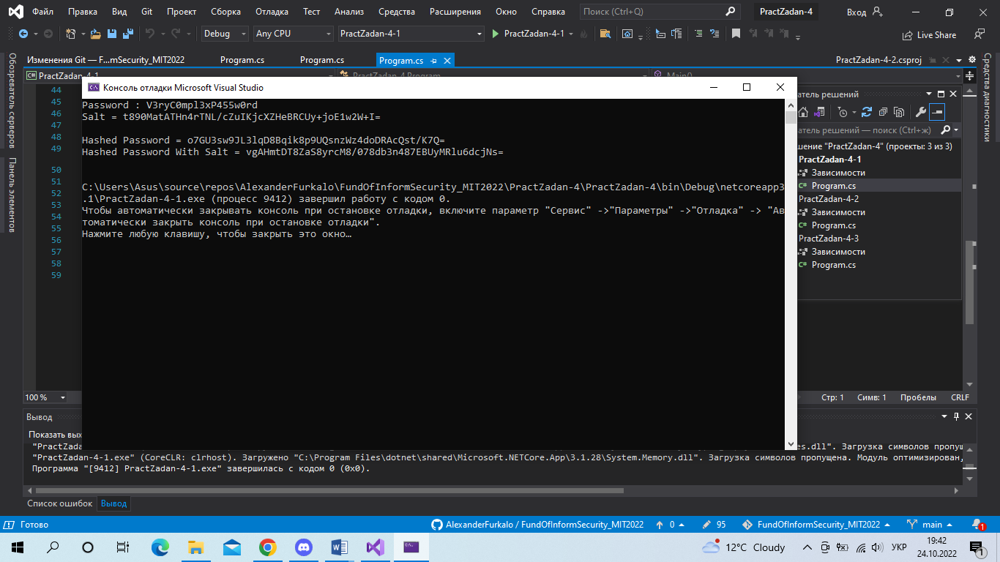 Файл Правка Вид Git Проект Сборка Отладка Тест Анализ Средства Расширения Окно Справка Поиск (Ctrl+Q) PractZadan-4 Вход
Debug Any CPU PractZadan-4-1 PractZadan-4-1 Live Share
Обозреватель серверов
Панель элементов
Изменения Git — F...mSecurity_MIT2022 Program.cs Program.cs Program.cs PractZadan-4-2.csproj
Средства диагностики
C# PractZadan-4-1 PractZadan_4.Program Main()
44
45
46
47
48
49
50
51
52
53
54
55
56
57
58
59
Консоль отладки Microsoft Visual Studio
Password : V3ryC0mpl3xP455w0rd
Salt = t890MatATHn4rTNL/cZuIKjcXZHeBRCUy+joE1w2W+I=
Hashed Password = o7GU3sw9JL3lqD8Bqik8p9UQsnzWz4doDRAcQst/K7Q=
Hashed Password With Salt = vgAHmtDT8ZaS8yrcM8/078db3n487EBUyMRlu6dcjNs=
C:\Users\Asus\source\repos\AlexanderFurkalo\FundOfInformSecurity_MIT2022\PractZadan-4\PractZadan-4\bin\Debug\netcoreapp3
.1\PractZadan-4-1.exe (процесс 9412) завершил работу с кодом 0.
Чтобы автоматически закрывать консоль при остановке отладки, включите параметр "Сервис" ->"Параметры" ->"Отладка" -> "Ав
томатически закрыть консоль при остановке отладки".
Нажмите любую клавишу, чтобы закрыть это окно…
атель решений
атель решений — поиск (Ctrl+ж)
шение "PractZadan-4" (проекты: 3 из 3)
PractZadan-4-1
Зависимости
C# Program.cs
PractZadan-4-2
Зависимости
C# Program.cs
PractZadan-4-3
Зависимости
C# Program.cs
100 % Стр: 1 Симв: 1 Пробелы CRLF
Вывод
Показать вых
"PractZada es.dll". Загрузка символов пропущ
"PractZadan-4-1.exe" (CoreCLR: clrhost). Загружено "C:\Program Files\dotnet\shared\Microsoft.NETCore.App\3.1.28\System.Memory.dll". Загрузка символов пропущена. Модуль оптимизирован,
Программа "[9412] PractZadan-4-1.exe" завершилась с кодом 0 (0x0).
Список ошибок Вывод
Готово AlexanderFurkalo / FundOfInformSecurity_MIT2022 0 95 FundOfInformSecurity_MIT2022 main 1
12°C Cloudy УКР 19:42
24.10.2022 1